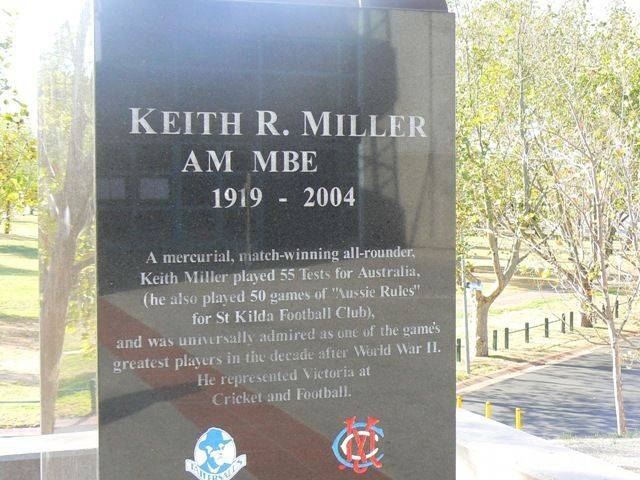 KEITH R. MILLER
AM MBE
1919 - 2004
A mercurial, match-winning all-rounder,
Keith Miller played 55 Tests for Australia,
(he also played 50 games of "Aussie Rules"
for St Kilda Football Club),
and was universally admired as one of the game's
greatest players in the decade after World War II.
He represented Victoria at
Cricket and Football.
MCC